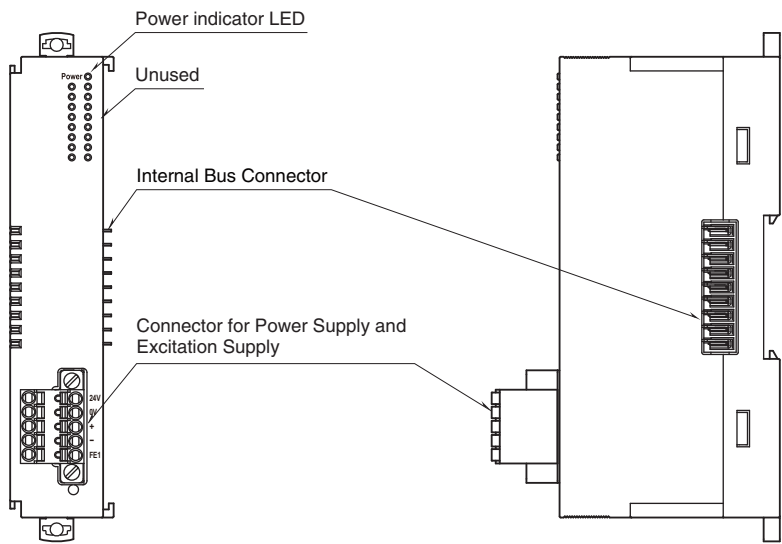 Power indicator LED
Power
Unused
Internal Bus Connector
Connector for Power Supply and
Excitation Supply
24V
0V
+
−
FE1